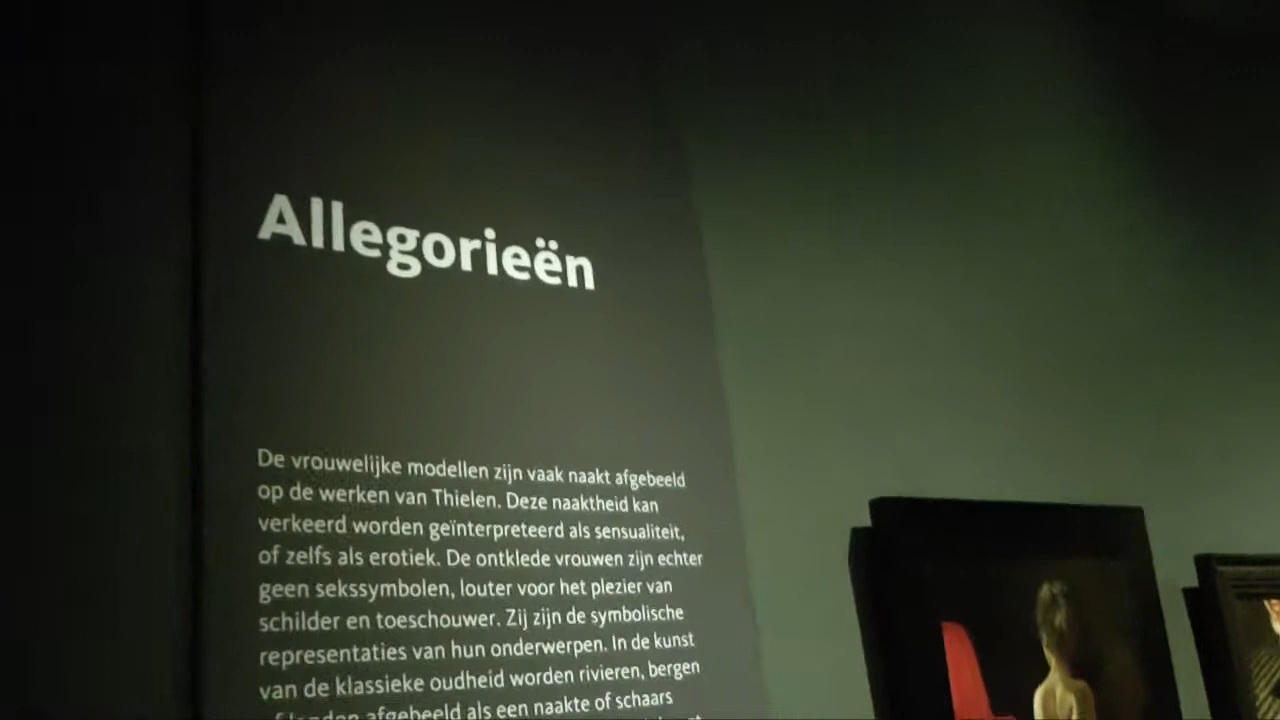 Allegorieën
De vrouwelijke modellen zijn vaak naakt afgebeeld
op de werken van Thielen. Deze naaktheid kan
verkeerd worden geïnterpreteerd als sensualiteit,
of zelfs als erotiek. De ontklede vrouwen zijn echter
geen sekssymbolen, louter voor het plezier van
schilder en toeschouwer. Zij zijn de symbolische
representaties van hun onderwerpen. In de kunst
van de klassieke oudheid worden rivieren, bergen
afgebeeld als een naakte of schaars